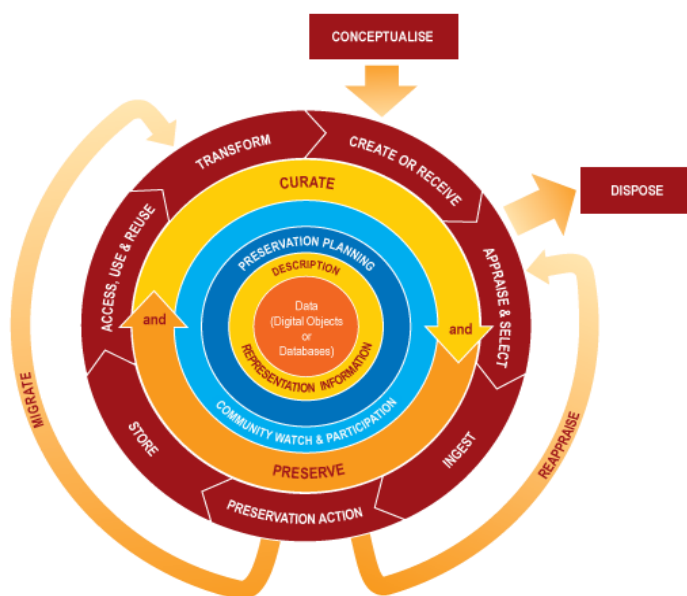 CONCEPTUALISE
CREATE OR RECEIVE
DISPOSE
APPRAISE & SELECT
REAPPRAISE
INGEST
PRESERVATION ACTION
MIGRATE
STORE
ACCESS, USE & REUSE
TRANSFORM
CURATE
and
PRESERVE
and
COMMUNITY WATCH & PARTICIPATION
PRESERVATION PLANNING
DESCRIPTION
REPRESENTATION INFORMATION
Data
(Digital Objects
or
Databases)